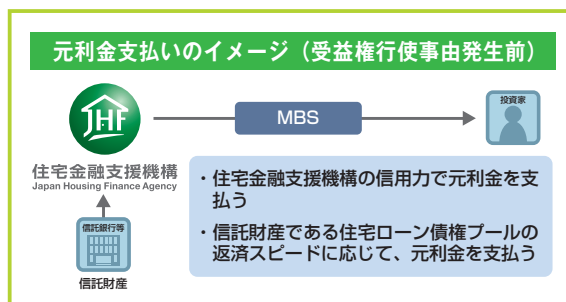 元利金支払いのイメージ（受益権行使事由発生前）
JHF
MBS
投資家
住宅金融支援機構
Japan Housing Finance Agency
・住宅金融支援機構の信用力で元利金を支
払う
・信託財産である住宅ローン債権プールの
返済スピードに応じて、元利金を支払う
信託銀行等
信託財産